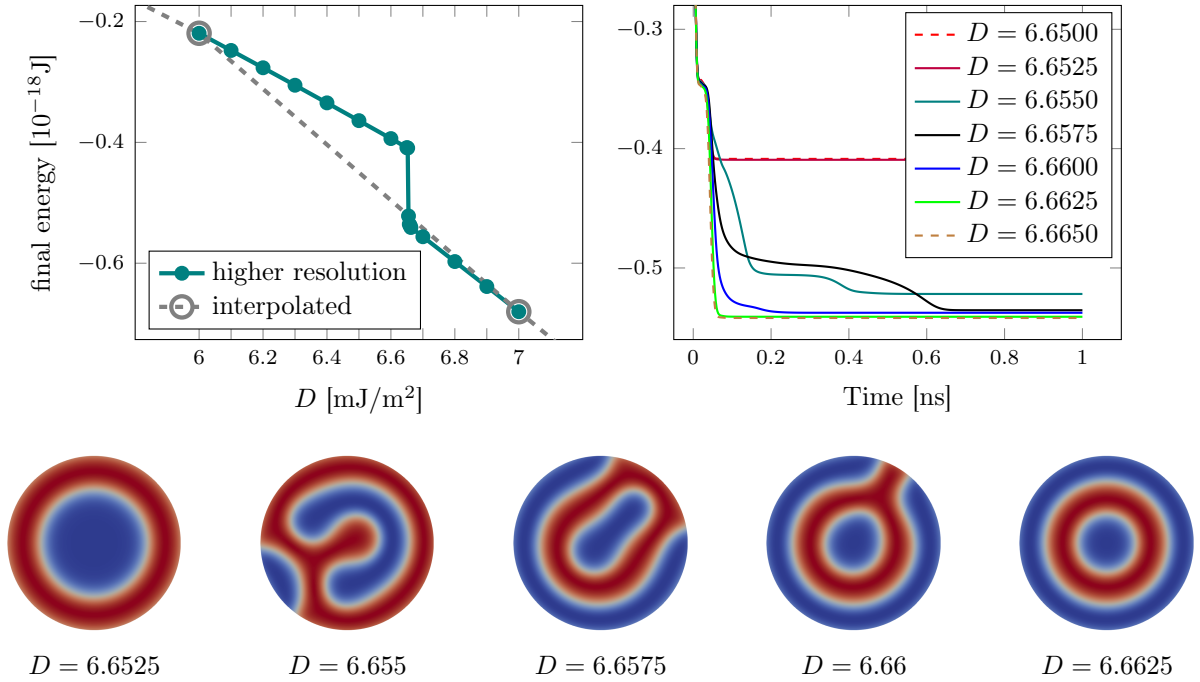 −0.2
−0.4
−0.6
final energy [10−18J]
higher resolution
interpolated
6
6.2
6.4
6.6
6.8
7
D [mJ/m2]
−0.3
−0.4
−0.5
D = 6.6500
D = 6.6525
D = 6.6550
D = 6.6575
D = 6.6600
D = 6.6625
D = 6.6650
0
0.2
0.4
0.6
0.8
1
Time [ns]
D = 6.6525
D = 6.655
D = 6.6575
D = 6.66
D = 6.6625